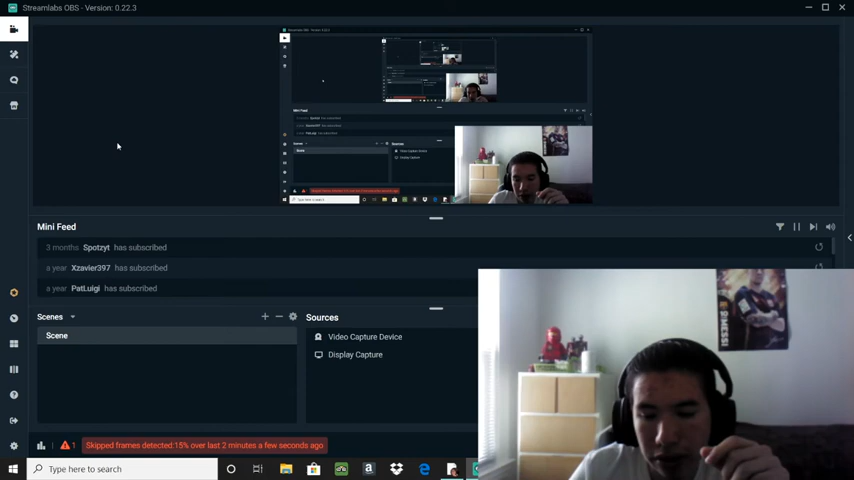 Streamlabs OBS - Version: 0.22.3
Mini Feed
3 months Spotzyt has subscribed
a year Xzavier397 has subscribed
a year PatLuigi has subscribed
Scenes
Scene
Sources
Video Capture Device
Display Capture
1 Skipped frames detected:15% over last 2 minutes a few seconds ago
Type here to search
MESSI